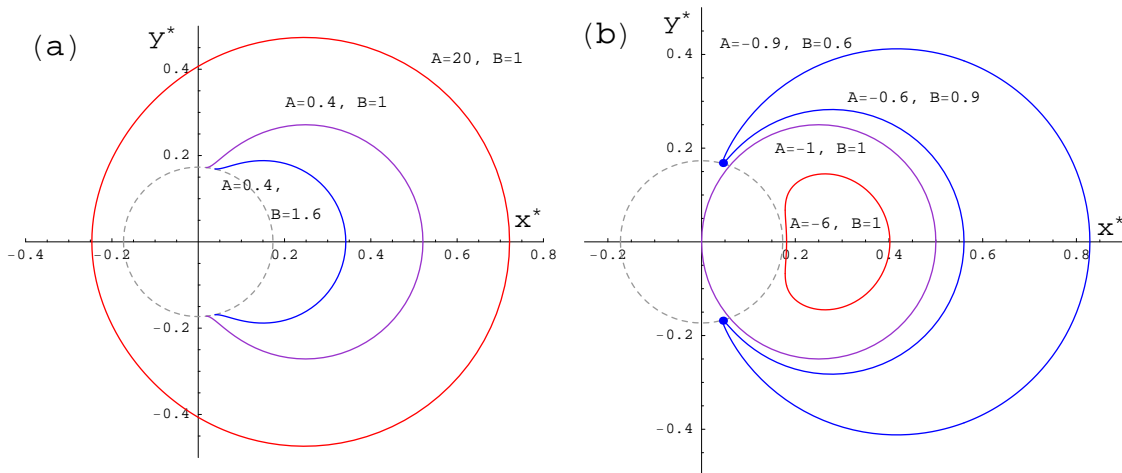 (a)
y*
A=20, B=1
0.4
A=0.4, B=1
0.2
A=0.4,
B=1.6
x*
-0.4 -0.2 0.2 0.4 0.6 0.8
-0.2
-0.4
(b)
y*
A=-0.9, B=0.6
0.4
A=-0.6, B=0.9
0.2
A=-1, B=1
A=-6, B=1
x*
-0.2 0.2 0.4 0.6 0.8
-0.2
-0.4